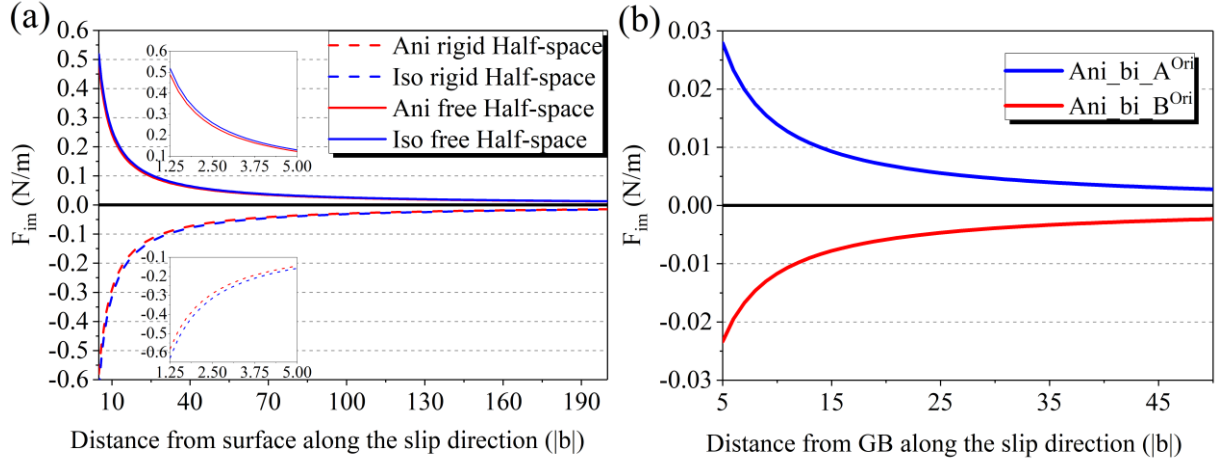 (a)
0.6
0.5
0.4
0.3
0.2
0.1
0.0
-0.1
-0.2
-0.3
-0.4
-0.5
-0.6
F_im (N/m)
10 40 70 100 130 160 190
Distance from surface along the slip direction (|b|)
Ani rigid Half-space
Iso rigid Half-space
Ani free Half-space
Iso free Half-space
0.6
0.5
0.4
0.3
0.2
0.1
1.25 2.50 3.75 5.00
-0.1
-0.2
-0.3
-0.4
-0.5
-0.6
1.25 2.50 3.75 5.00
(b)
0.03
0.02
0.01
0.00
-0.01
-0.02
-0.03
F_im (N/m)
5 15 25 35 45
Distance from GB along the slip direction (|b|)
Ani_bi_A^Ori
Ani_bi_B^Ori